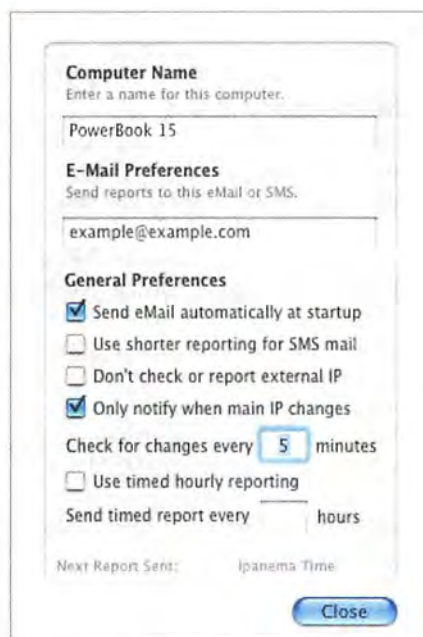 Computer Name
Enter a name for this computer.
PowerBook 15
E-Mail Preferences
Send reports to this eMail or SMS.
example@example.com
General Preferences
Send eMail automatically at startup
Use shorter reporting for SMS mail
Don't check or report external IP
Only notify when main IP changes
Check for changes every 5 minutes
Use timed hourly reporting
Send timed report every hours
Next Report Sent: Ipanema Time
Close